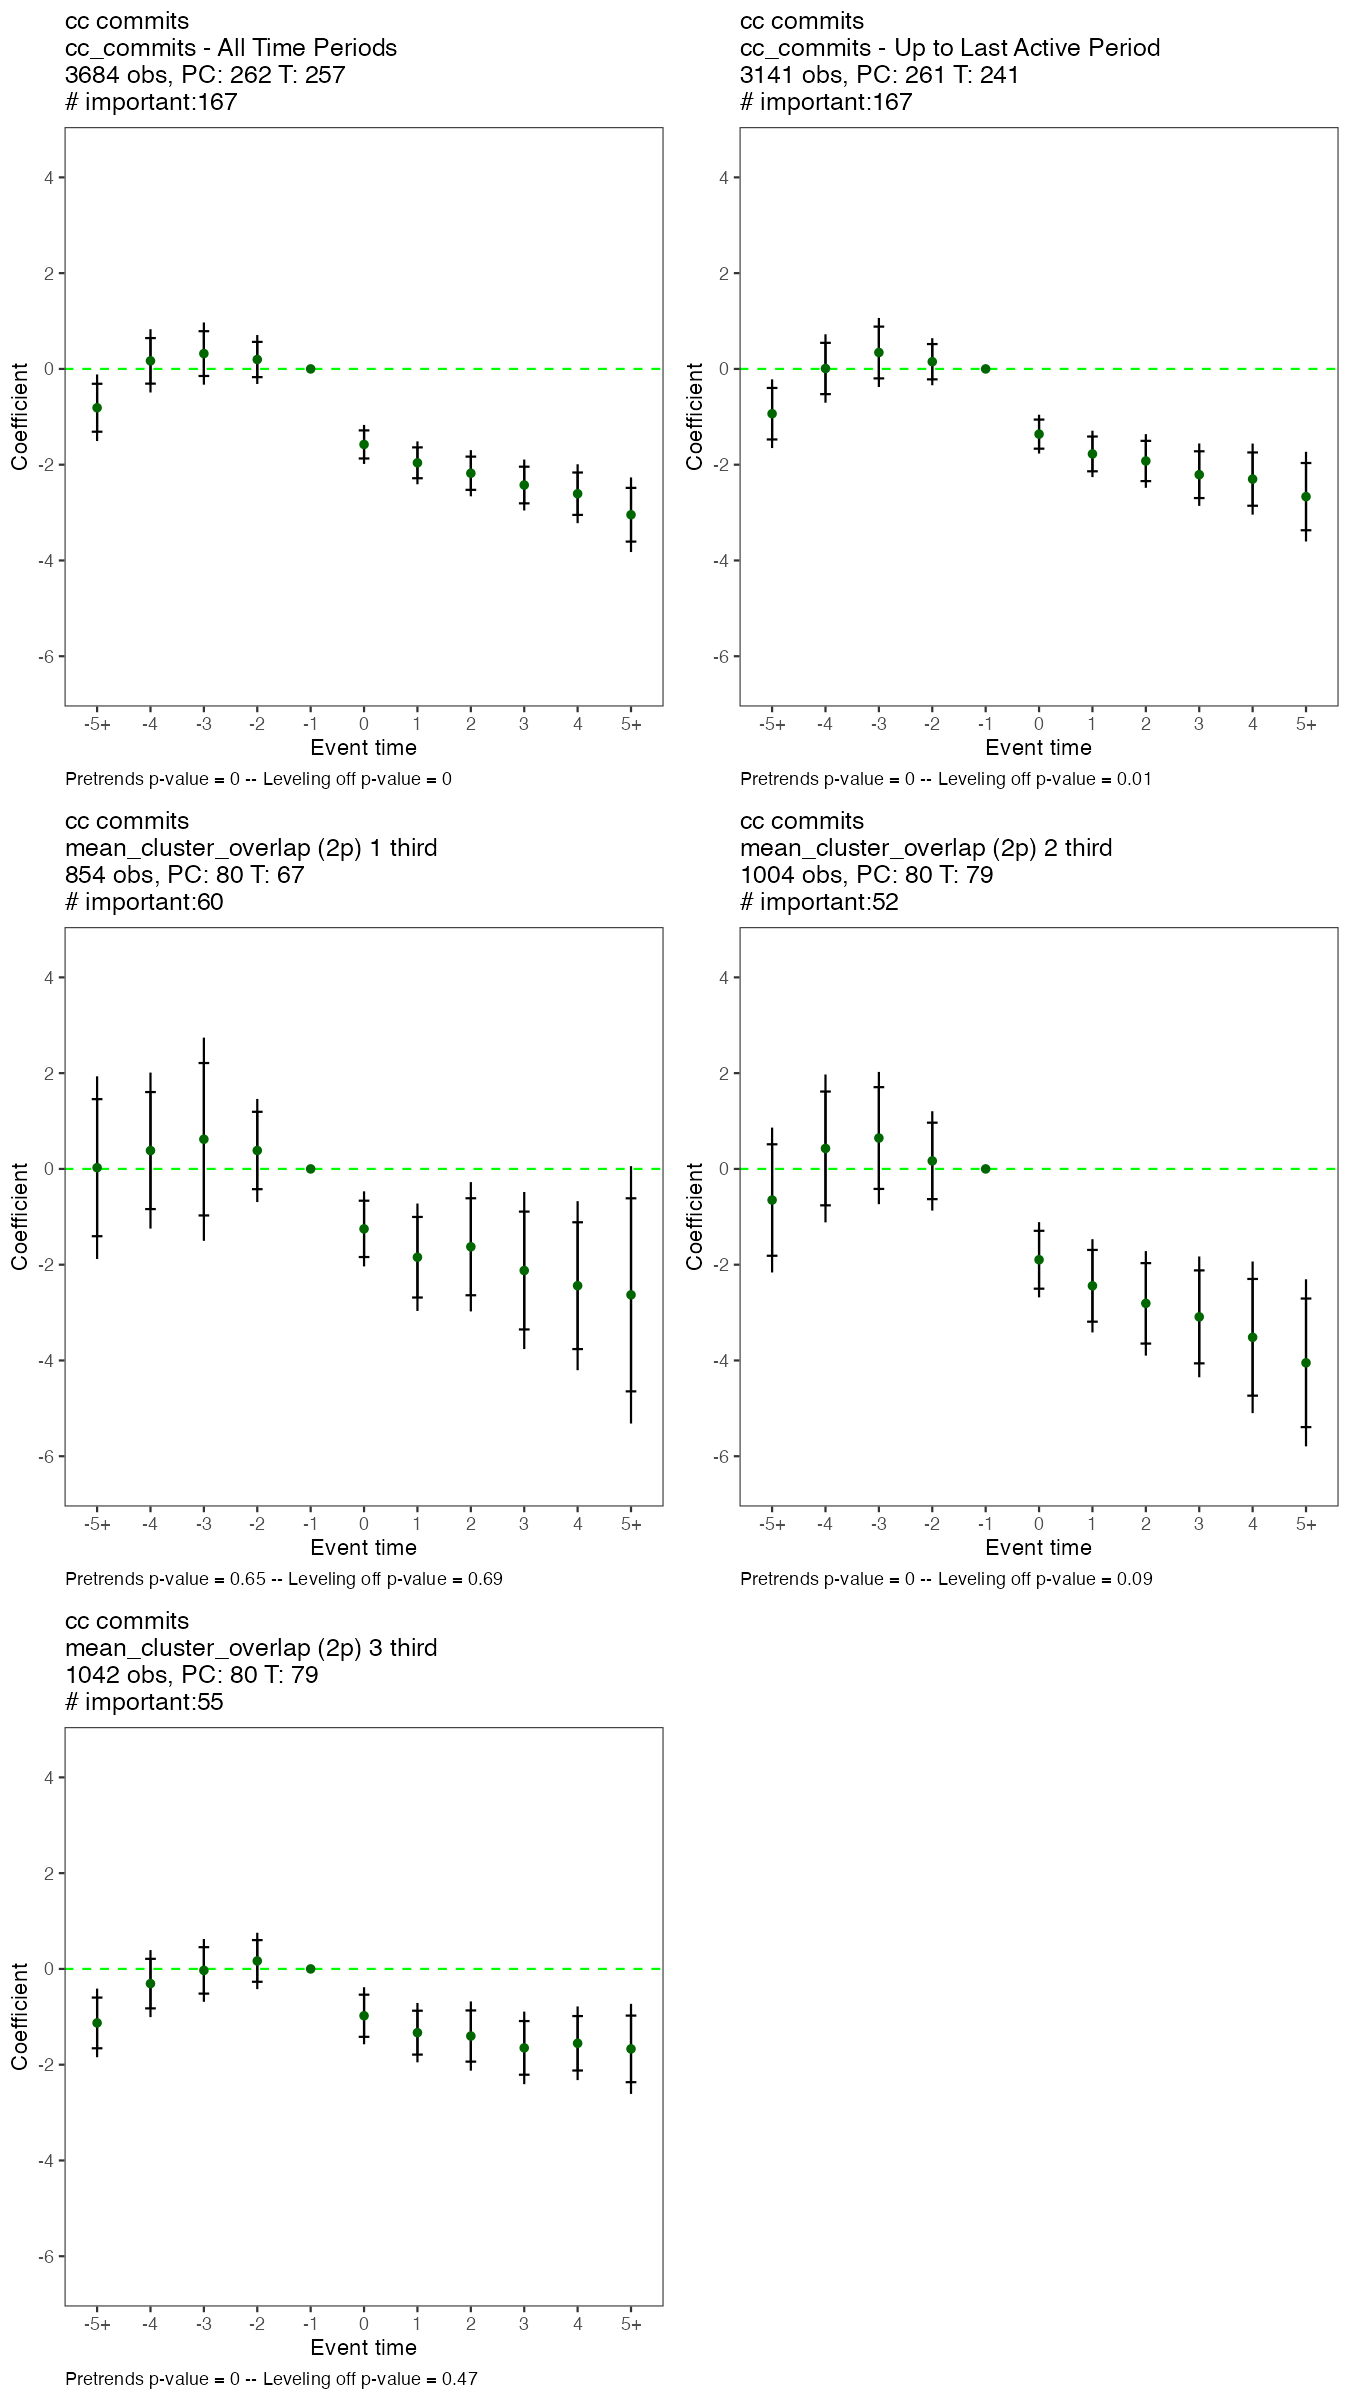 cc commits
cc_commits - All Time Periods
3684 obs, PC: 262 T: 257
# important:167
4
2
0
-2
-4
-6
Coefficient
-5+ -4 -3 -2 -1 0 1 2 3 4 5+
Event time
Pretrends p-value = 0 -- Leveling off p-value = 0
cc commits
cc_commits - Up to Last Active Period
3141 obs, PC: 261 T: 241
# important:167
4
2
0
-2
-4
-6
Coefficient
-5+ -4 -3 -2 -1 0 1 2 3 4 5+
Event time
Pretrends p-value = 0 -- Leveling off p-value = 0.01
cc commits
mean_cluster_overlap (2p) 1 third
854 obs, PC: 80 T: 67
# important:60
4
2
0
-2
-4
-6
Coefficient
-5+ -4 -3 -2 -1 0 1 2 3 4 5+
Event time
Pretrends p-value = 0.65 -- Leveling off p-value = 0.69
cc commits
mean_cluster_overlap (2p) 2 third
1004 obs, PC: 80 T: 79
# important:52
4
2
0
-2
-4
-6
Coefficient
-5+ -4 -3 -2 -1 0 1 2 3 4 5+
Event time
Pretrends p-value = 0 -- Leveling off p-value = 0.09
cc commits
mean_cluster_overlap (2p) 3 third
1042 obs, PC: 80 T: 79
# important:55
4
2
0
-2
-4
-6
Coefficient
-5+ -4 -3 -2 -1 0 1 2 3 4 5+
Event time
Pretrends p-value = 0 -- Leveling off p-value = 0.47